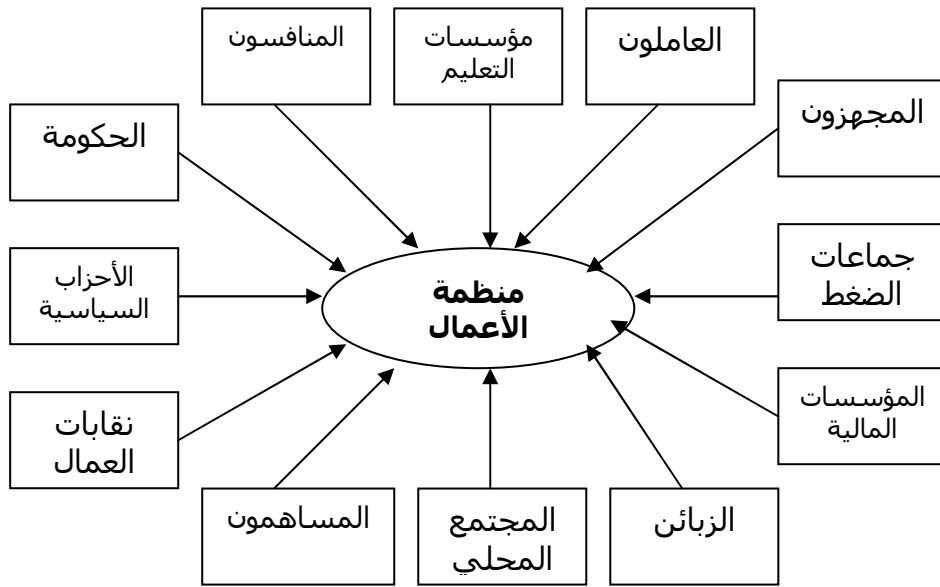 العاملون
مؤسسات
التعليم
المنافسون
المجهزون
الحكومة
جماعات
الضغط
الأحزاب
السياسية
منظمة
الأعمال
المؤسسات
المالية
نقابات
العمال
الزبائن
المجتمع
المحلي
المساهمون